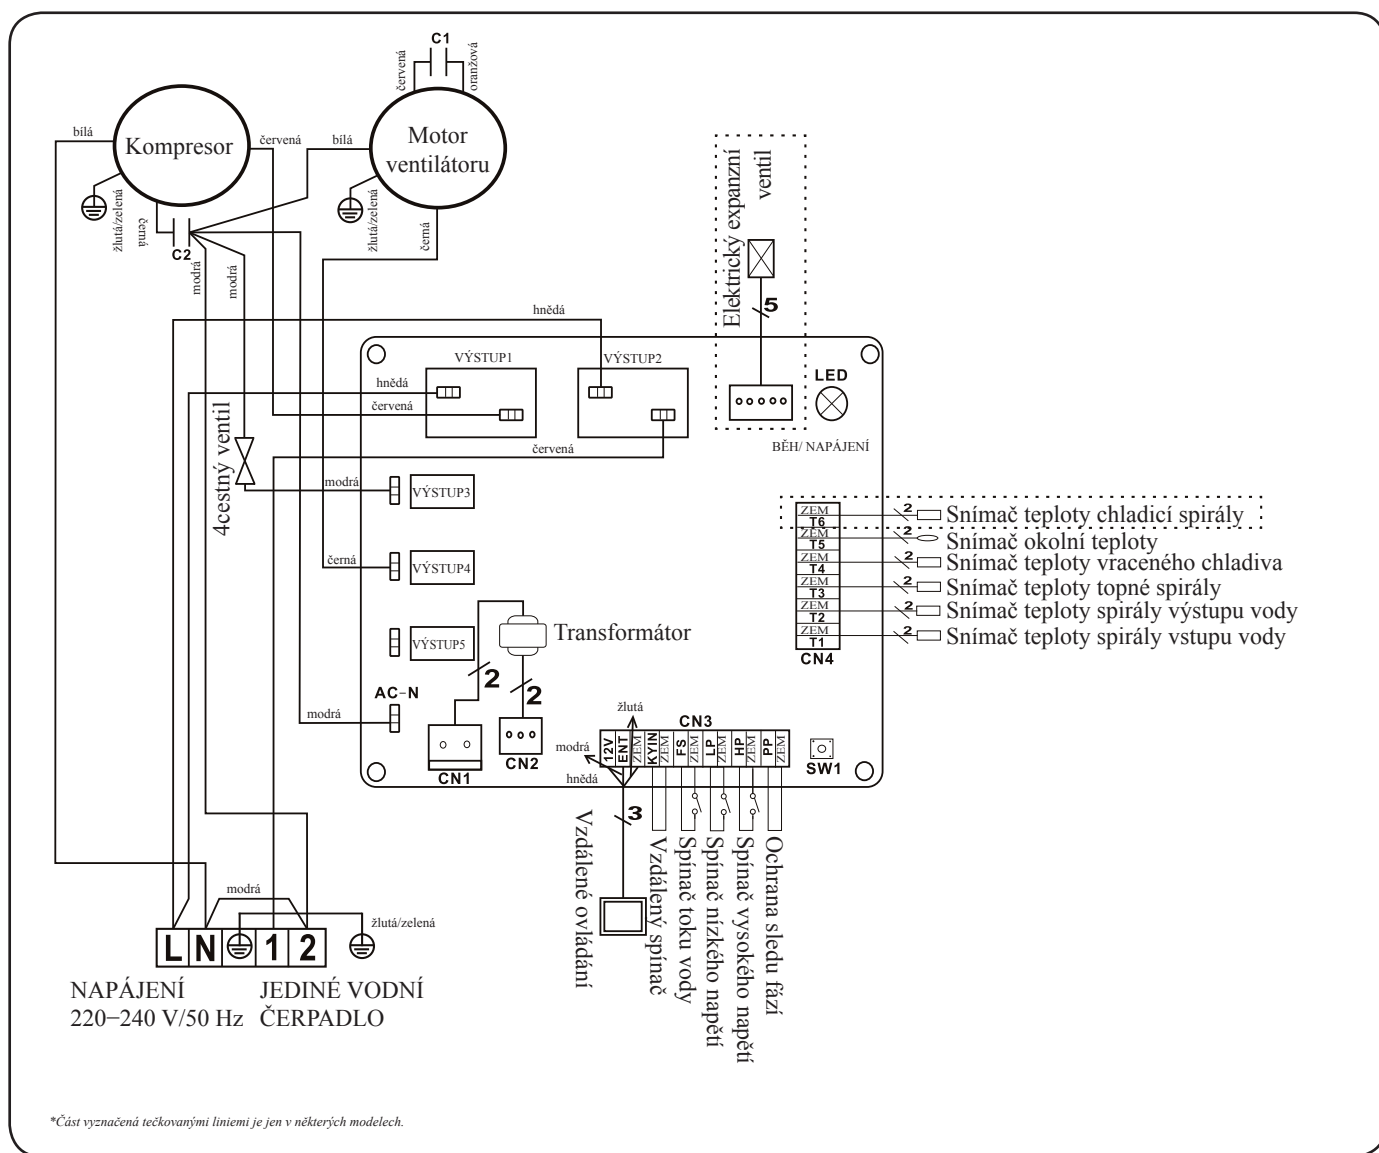 C1
červená
oranžová
bílá
Kompresor
červená
bílá
Motor
ventilátoru
žlutá/zelená
černá
C2
modrá
modrá
žlutá/zelená
černá
Elektrický expanzní
ventil
5
hnědá
VÝSTUP1
VÝSTUP2
LED
hnědá
červená
BĚH/ NAPÁJENÍ
červená
4cestný ventil
modrá
VÝSTUP3
ZEM
T6
2
Snímač teploty chladicí spirály
ZEM
T5
2
Snímač okolní teploty
ZEM
T4
2
Snímač teploty vraceného chladiva
ZEM
T3
2
Snímač teploty topné spirály
ZEM
T2
2
Snímač teploty spirály výstupu vody
ZEM
T1
2
Snímač teploty spirály vstupu vody
CN4
černá
VÝSTUP4
Transformátor
VÝSTUP5
2
2
AC-N
modrá
CN1
CN2
žlutá
CN3
modrá
hnědá
12V
ENT
ZEM
KYIN
ZEM
FS
ZEM
LP
ZEM
HP
ZEM
PP
ZEM
SW1
3
Vzdálené ovládání
Vzdálený spínač
Spínač toku vody
Spínač nízkého napětí
Spínač vysokého napětí
Ochrana sledu fází
modrá
žlutá/zelená
L N 1 2
NAPÁJENÍ
220−240 V/50 Hz
JEDINÉ VODNÍ
ČERPADLO
*Část vyznačená tečkovanými liniemi je jen v některých modelech.